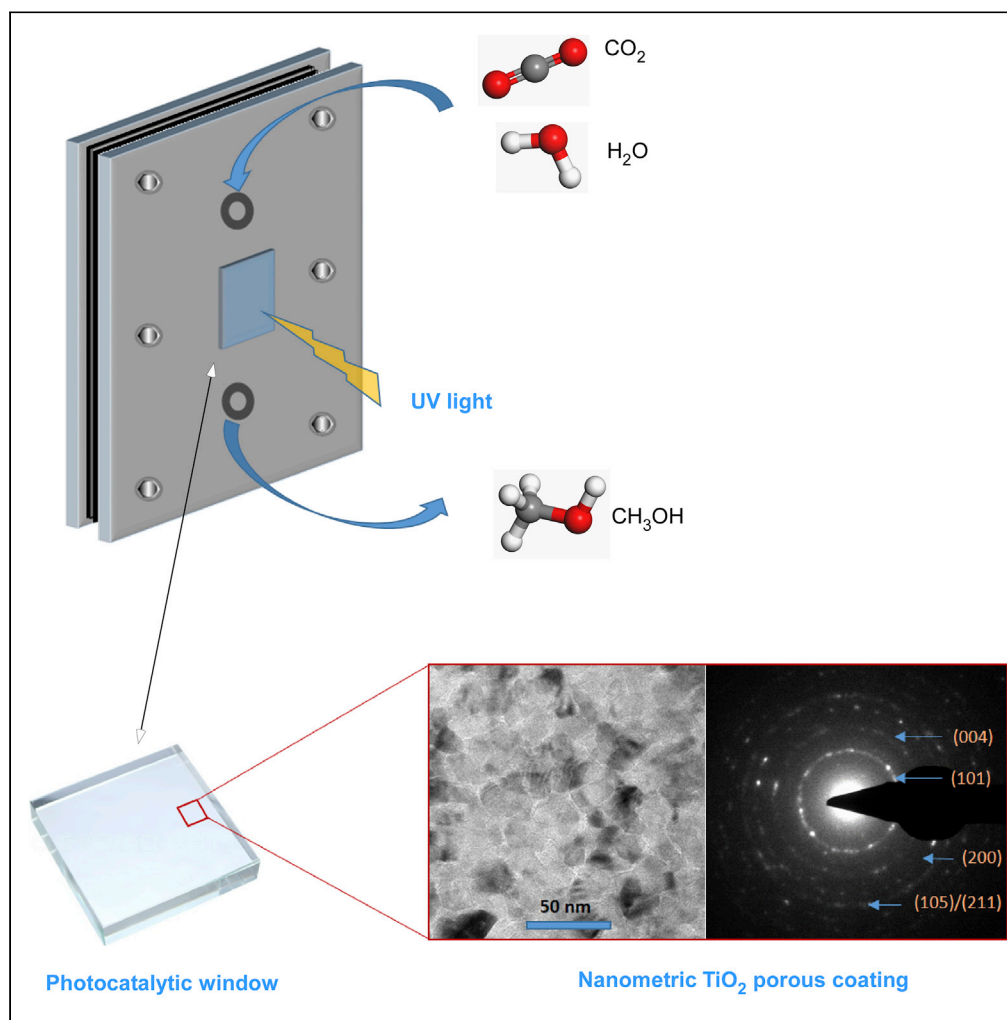 CO₂
H₂O
UV light
CH₃OH
(004)
(101)
(200)
(105)/(211)
50 nm
Photocatalytic window
Nanometric TiO₂ porous coating